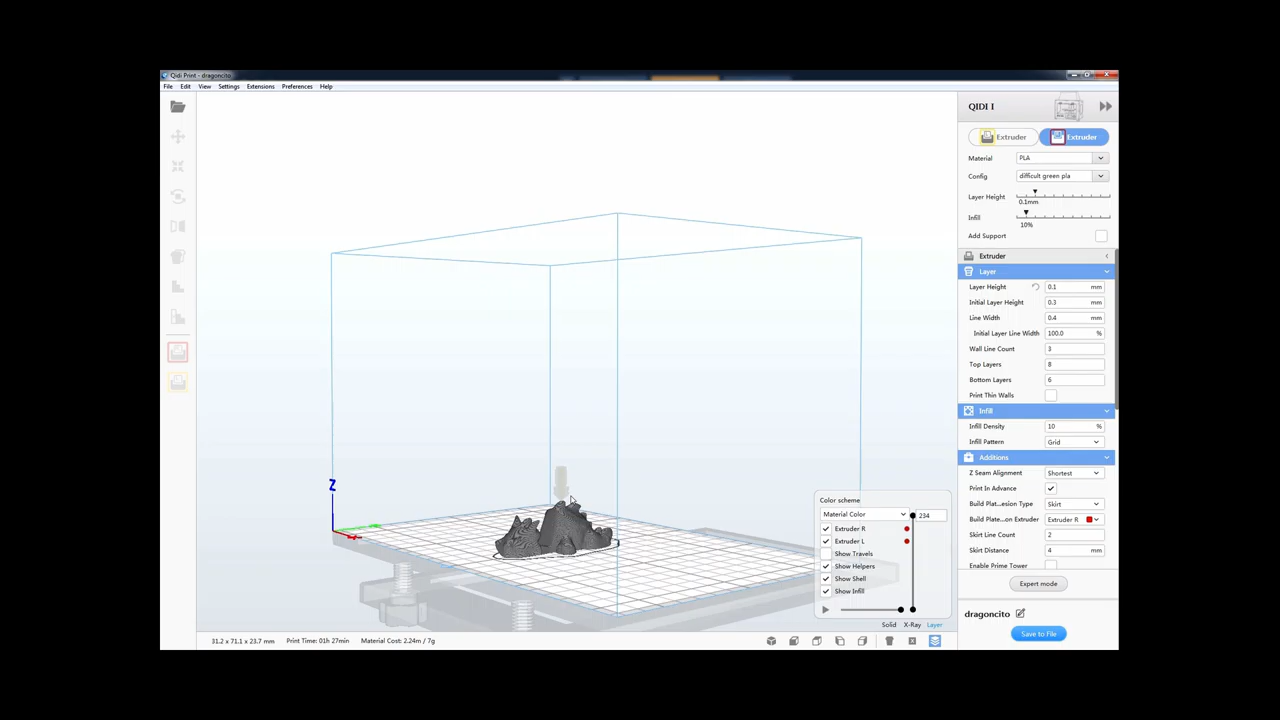 Qidi Print - dragoncito
File Edit View Settings Extensions Preferences Help
QIDI I
Extruder Extruder
Material PLA
Config difficult green pla
Layer Height
0.1mm
Infill
10%
Add Support
Extruder
Layer
Layer Height 0.1 mm
Initial Layer Height 0.3 mm
Line Width 0.4 mm
Initial Layer Line Width 100.0 %
Wall Line Count 3
Top Layers 8
Bottom Layers 6
Print Thin Walls
Infill
Infill Density 10 %
Infill Pattern Grid
Additions
Z Seam Alignment Shortest
Print In Advance
Build Plat...esion Type Skirt
Build Plate...on Extruder Extruder R
Skirt Line Count 2
Skirt Distance 4 mm
Enable Prime Tower
Expert mode
dragoncito
Save to File
Z
Color scheme
Material Color 234
Extruder R
Extruder L
Show Travels
Show Helpers
Show Shell
Show Infill
Solid X-Ray Layer
31.2 x 71.1 x 23.7 mm Print Time: 01h 27min Material Cost: 2.24m / 7g